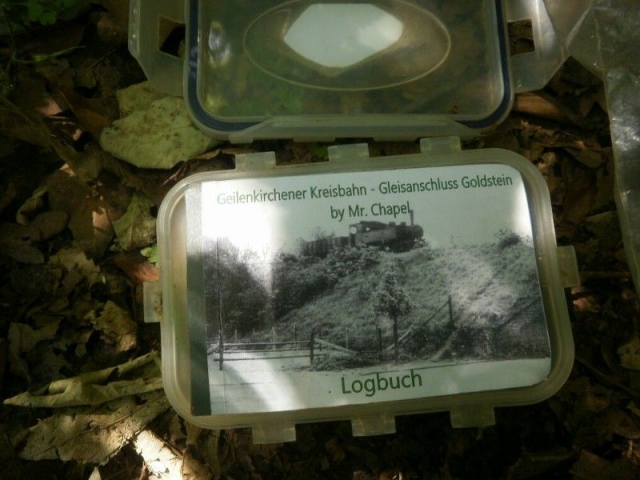 Geilenkirchener Kreisbahn - Gleisanschluss Goldstein
by Mr. Chapel
Logbuch